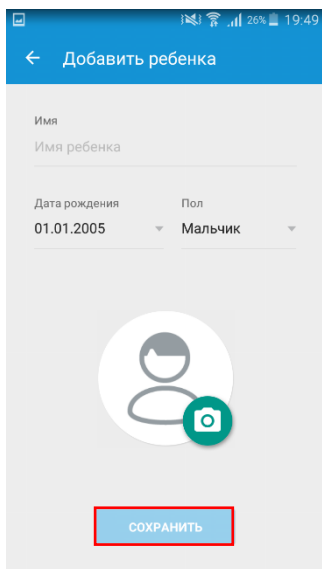 26% 19:49
Добавить ребенка
Имя
Имя ребенка
Дата рождения Пол
01.01.2005 Мальчик
СОХРАНИТЬ